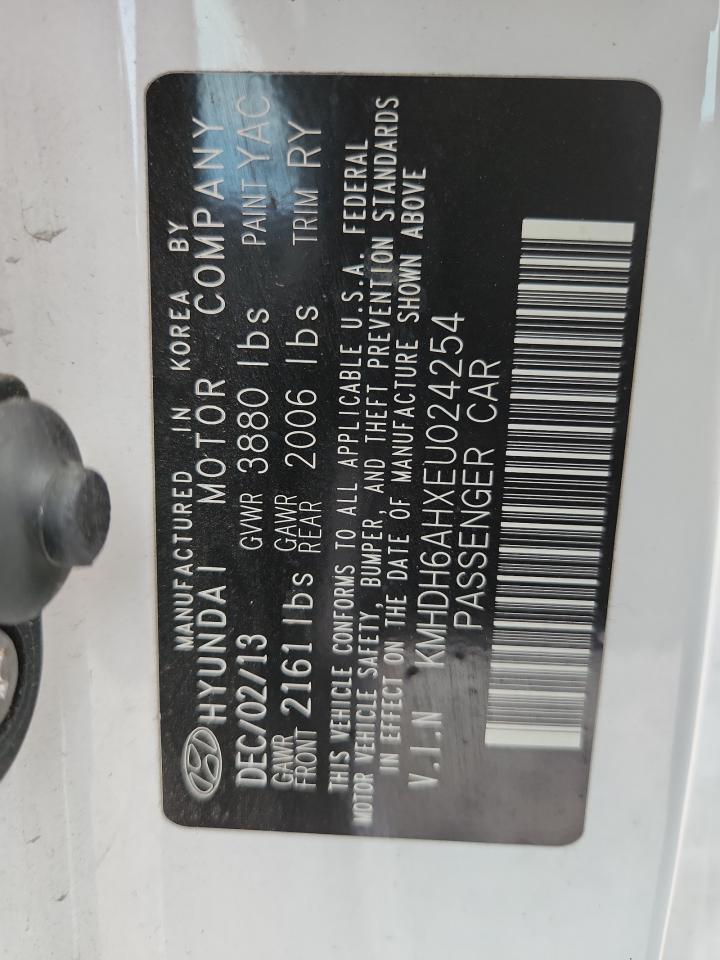 MANUFACTURED IN KOREA BY
HYUNDAI MOTOR COMPANY
DEC/02/13 GVWR 3880 lbs PAINT YAC
GAWR FRONT 2161 lbs GAWR REAR 2006 lbs TRIM RY
THIS VEHICLE CONFORMS TO ALL APPLICABLE U.S.A. FEDERAL
MOTOR VEHICLE SAFETY, BUMPER, AND THEFT PREVENTION STANDARDS
IN EFFECT ON THE DATE OF MANUFACTURE SHOWN ABOVE
V.I.N KMHDH6AHXEU024254
PASSENGER CAR